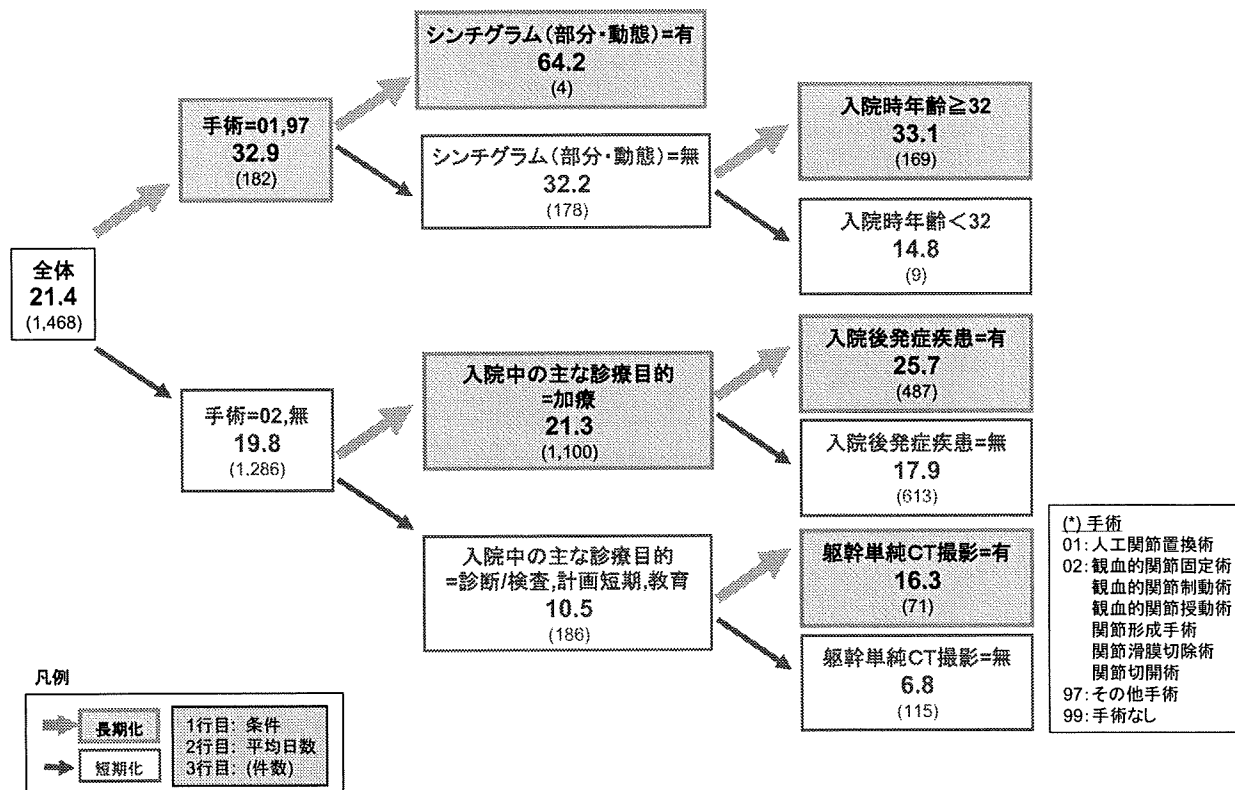 全体
21.4
(1,468)
手術=01,97
32.9
(182)
手術=02,無
19.8
(1.286)
シンチグラム(部分・動態)=有
64.2
(4)
シンチグラム(部分・動態)=無
32.2
(178)
入院中の主な診療目的
=加療
21.3
(1,100)
入院中の主な診療目的
=診断/検査,計画短期,教育
10.5
(186)
入院時年齢≧32
33.1
(169)
入院時年齢<32
14.8
(9)
入院後発症疾患=有
25.7
(487)
入院後発症疾患=無
17.9
(613)
躯幹単純CT撮影=有
16.3
(71)
躯幹単純CT撮影=無
6.8
(115)
(*) 手術
01:人工関節置換術
02:観血的関節固定術
観血的関節制動術
観血的関節授動術
関節形成手術
関節滑膜切除術
関節切開術
97:その他手術
99:手術なし
凡例
長期化
短期化
1行目: 条件
2行目: 平均日数
3行目: (件数)